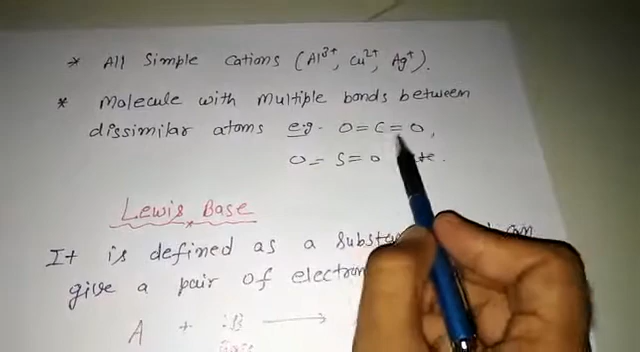 * All Simple Cations (Al³⁺, Cu²⁺, Ag⁺).
* Molecule with multiple bonds between
dissimilar atoms e.g. O=C=O,
O=S=O
Lewis Base
It is defined as a
give a pair of
A + :B →